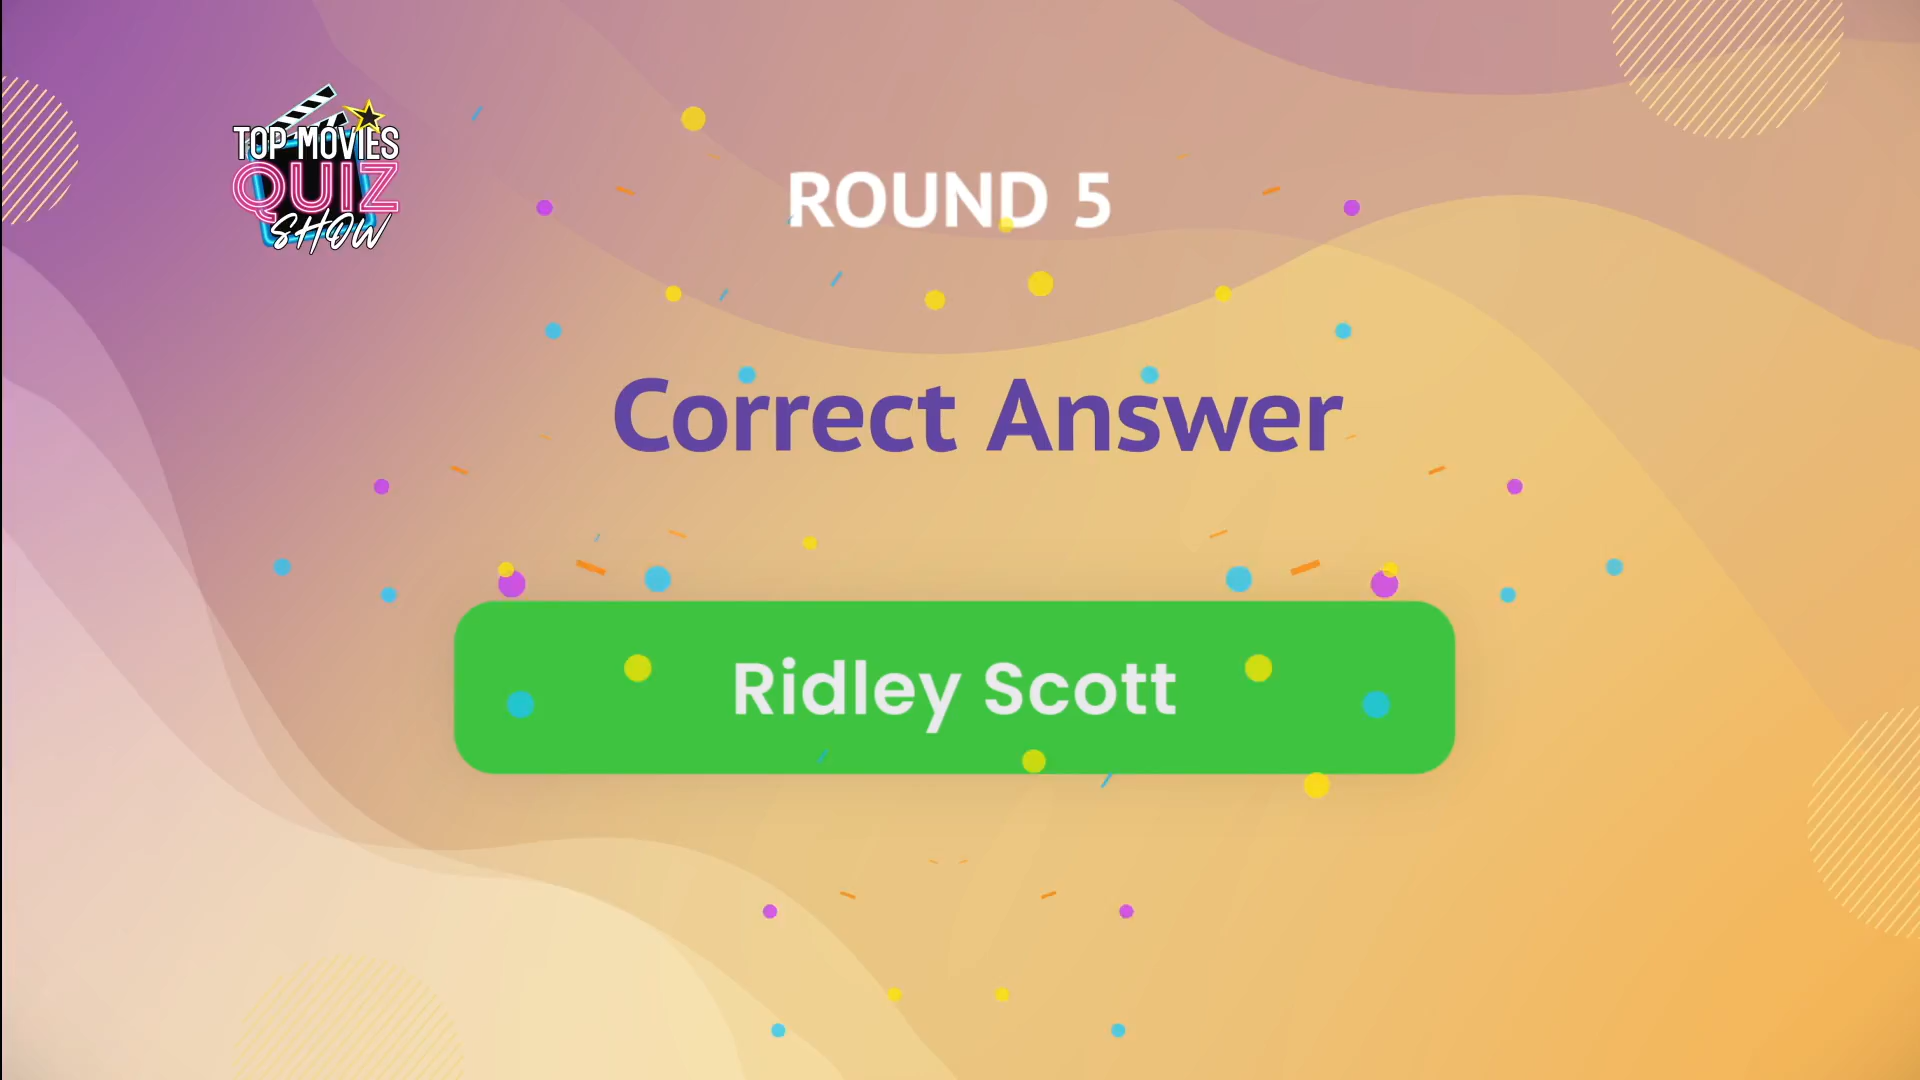 TOP MOVIES
QUIZ
SHOW
ROUND 5
Correct Answer
Ridley Scott